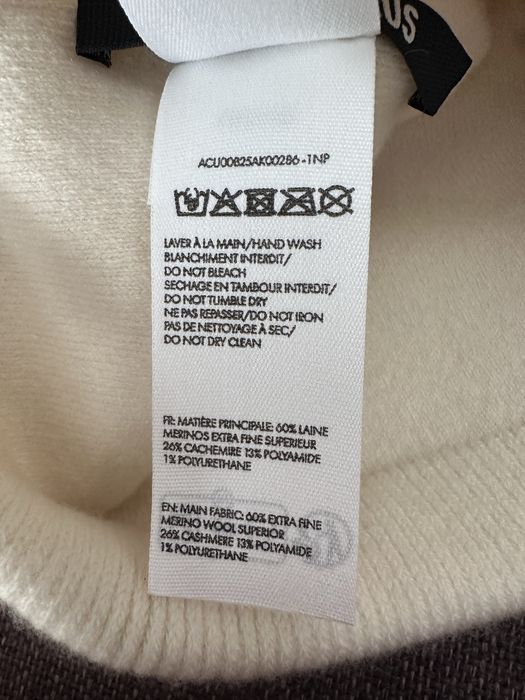 US
ACU00825AK00286-1NP
LAVER À LA MAIN/HAND WASH
BLANCHIMENT INTERDIT/
DO NOT BLEACH
SECHAGE EN TAMBOUR INTERDIT/
DO NOT TUMBLE DRY
NE PAS REPASSER/DO NOT IRON
PAS DE NETTOYAGE À SEC/
DO NOT DRY CLEAN
FR: MATIÈRE PRINCIPALE: 60% LAINE
MERINOS EXTRA FINE SUPERIEUR
26% CACHEMIRE 13% POLYAMIDE
1% POLYURETHANE
EN: MAIN FABRIC: 60% EXTRA FINE
MERINO WOOL SUPERIOR
26% CASHMERE 13% POLYAMIDE
1% POLYURETHANE